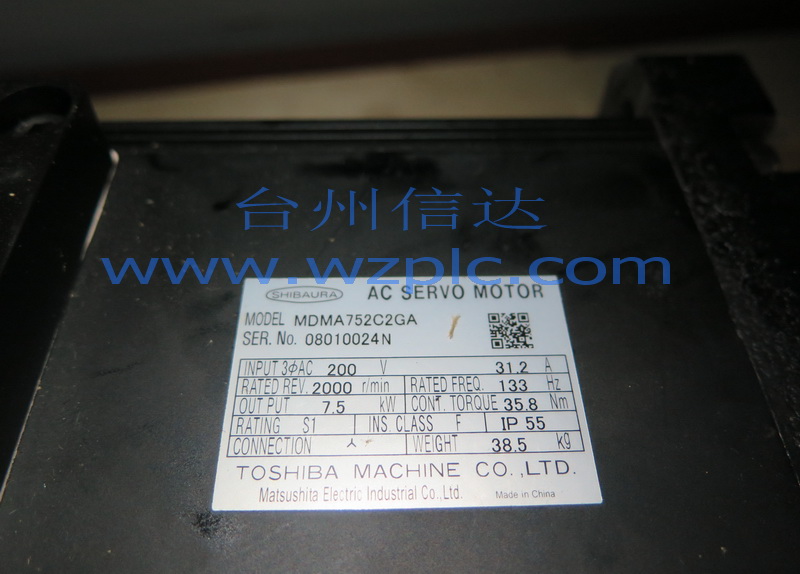 台州信达
www.wzplc.com
SHIBAURA AC SERVO MOTOR
MODEL MDMA752C2GA
SER. No. 08010024N
INPUT 3ϕAC 200 V 31.2 A
RATED REV. 2000 r/min RATED FREQ. 133 Hz
OUT PUT 7.5 kW CONT. TORQUE 35.8 Nm
RATING S1 INS. CLASS F IP 55
CONNECTION WEIGHT 38.5 kg
TOSHIBA MACHINE CO.,LTD.
Matsushita Electric Industrial Co.,Ltd. Made in China